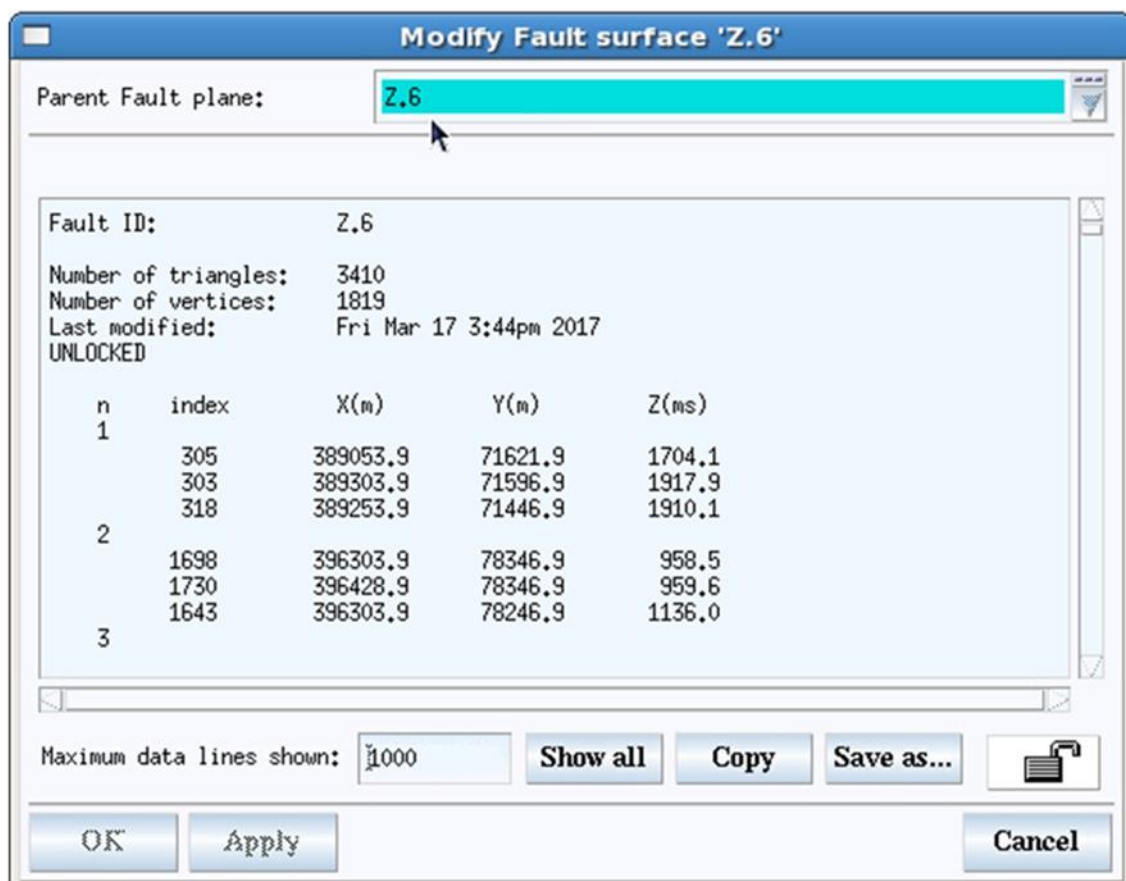 Modify Fault surface 'Z.6'
Parent Fault plane: Z.6
Fault ID: Z.6
Number of triangles: 3410
Number of vertices: 1819
Last modified: Fri Mar 17 3:44pm 2017
UNLOCKED
n index X(m) Y(m) Z(ms)
1
305 389053.9 71621.9 1704.1
303 389303.9 71596.9 1917.9
318 389253.9 71446.9 1910.1
2
1698 396303.9 78346.9 958.5
1730 396428.9 78346.9 959.6
1643 396303.9 78246.9 1136.0
3
Maximum data lines shown: 1000 Show all Copy Save as...
OK Apply Cancel